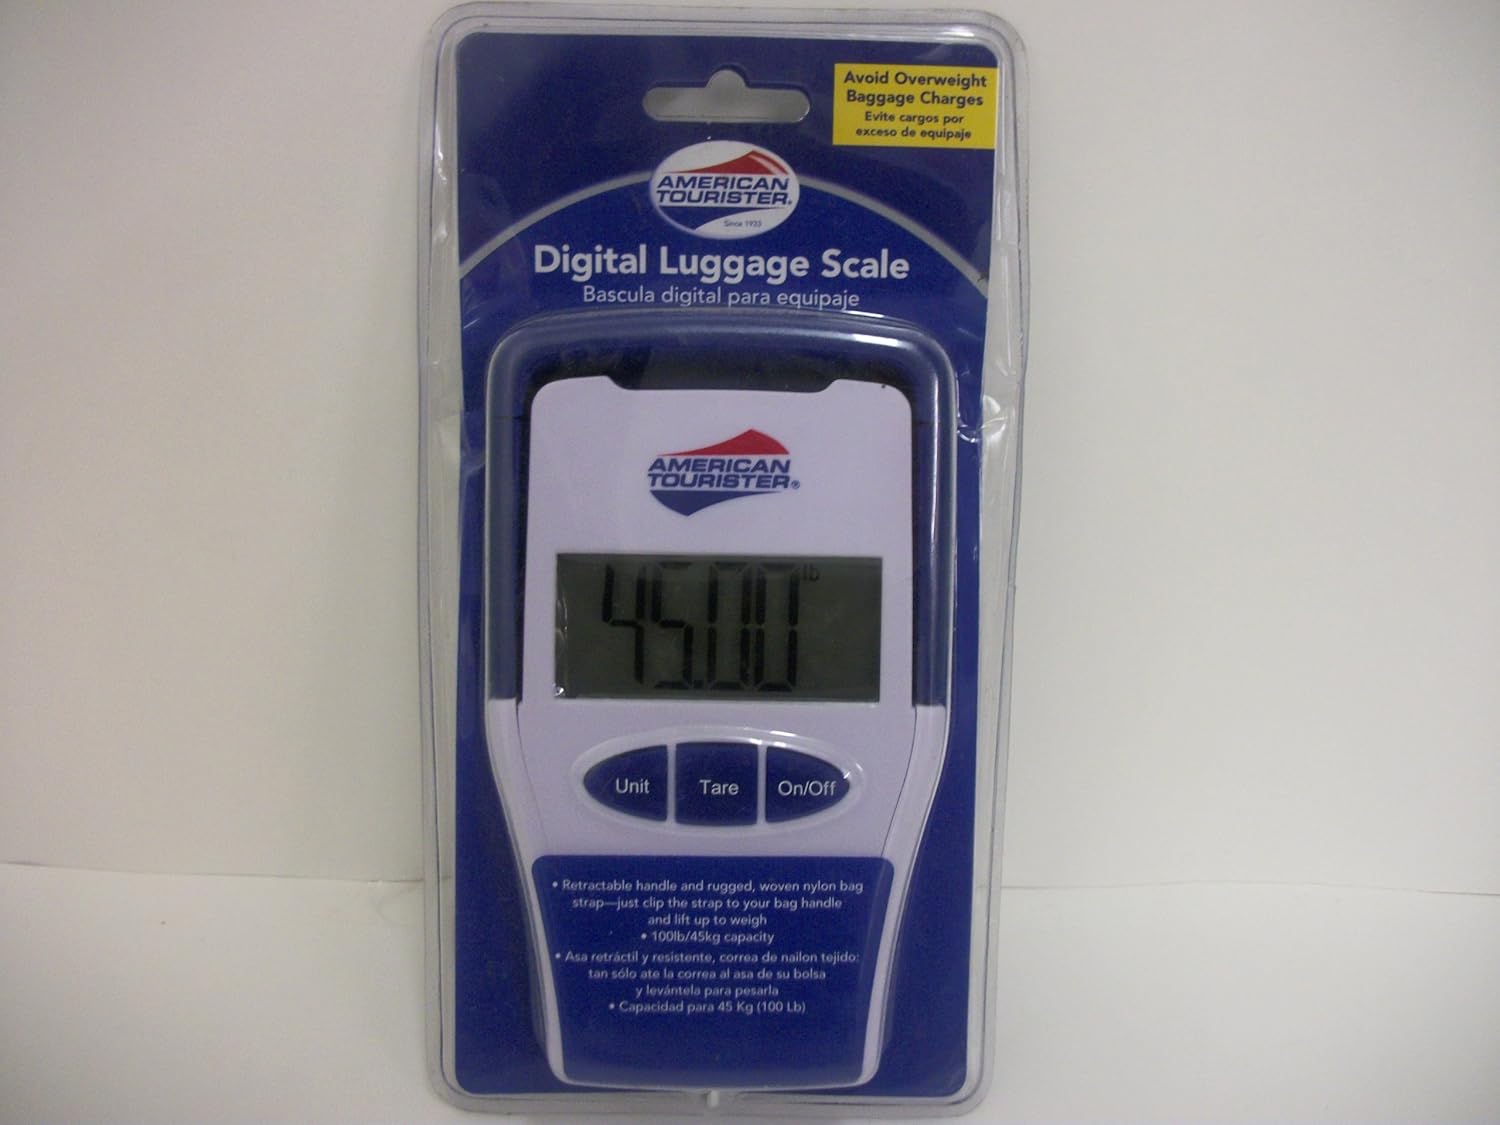 Avoid Overweight
Baggage Charges
Evite cargos por
exceso de equipaje
AMERICAN
TOURISTER®
Since 1933
Digital Luggage Scale
Bascula digital para equipaje
AMERICAN
TOURISTER®
45.00 lb
Unit Tare On/Off
• Retractable handle and rugged, woven nylon bag
strap—just clip the strap to your bag handle
and lift up to weigh
• 100lb/45kg capacity
• Asa retráctil y resistente, correa de nailon tejido:
tan sólo ate la correa al asa de su bolsa
y levántela para pesarla
• Capacidad para 45 Kg (100 Lb)